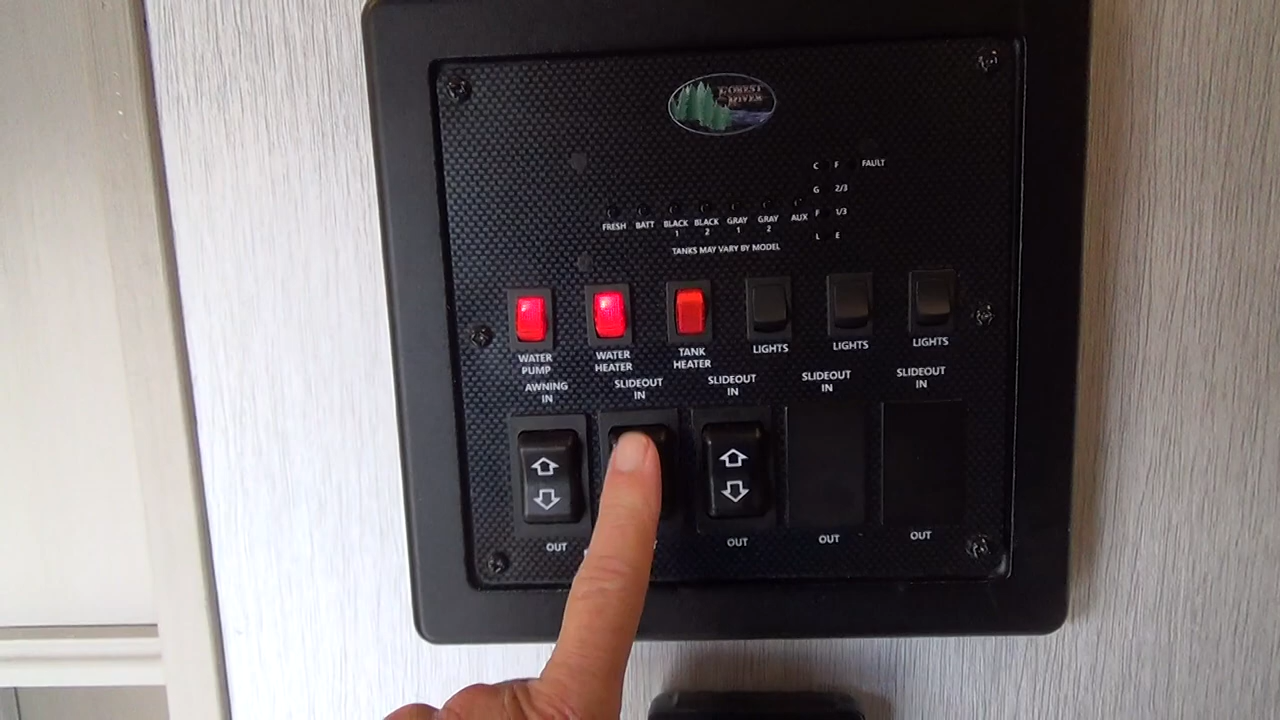 FOREST
RIVER
C F FAULT
G 2/3
F 1/3
L E
FRESH BATT BLACK 1 BLACK 2 GRAY 1 GRAY 2 AUX
TANKS MAY VARY BY MODEL
WATER PUMP
WATER HEATER
TANK HEATER
LIGHTS
LIGHTS
LIGHTS
AWNING IN
SLIDEOUT IN
SLIDEOUT IN
SLIDEOUT IN
SLIDEOUT IN
OUT
OUT
OUT
OUT